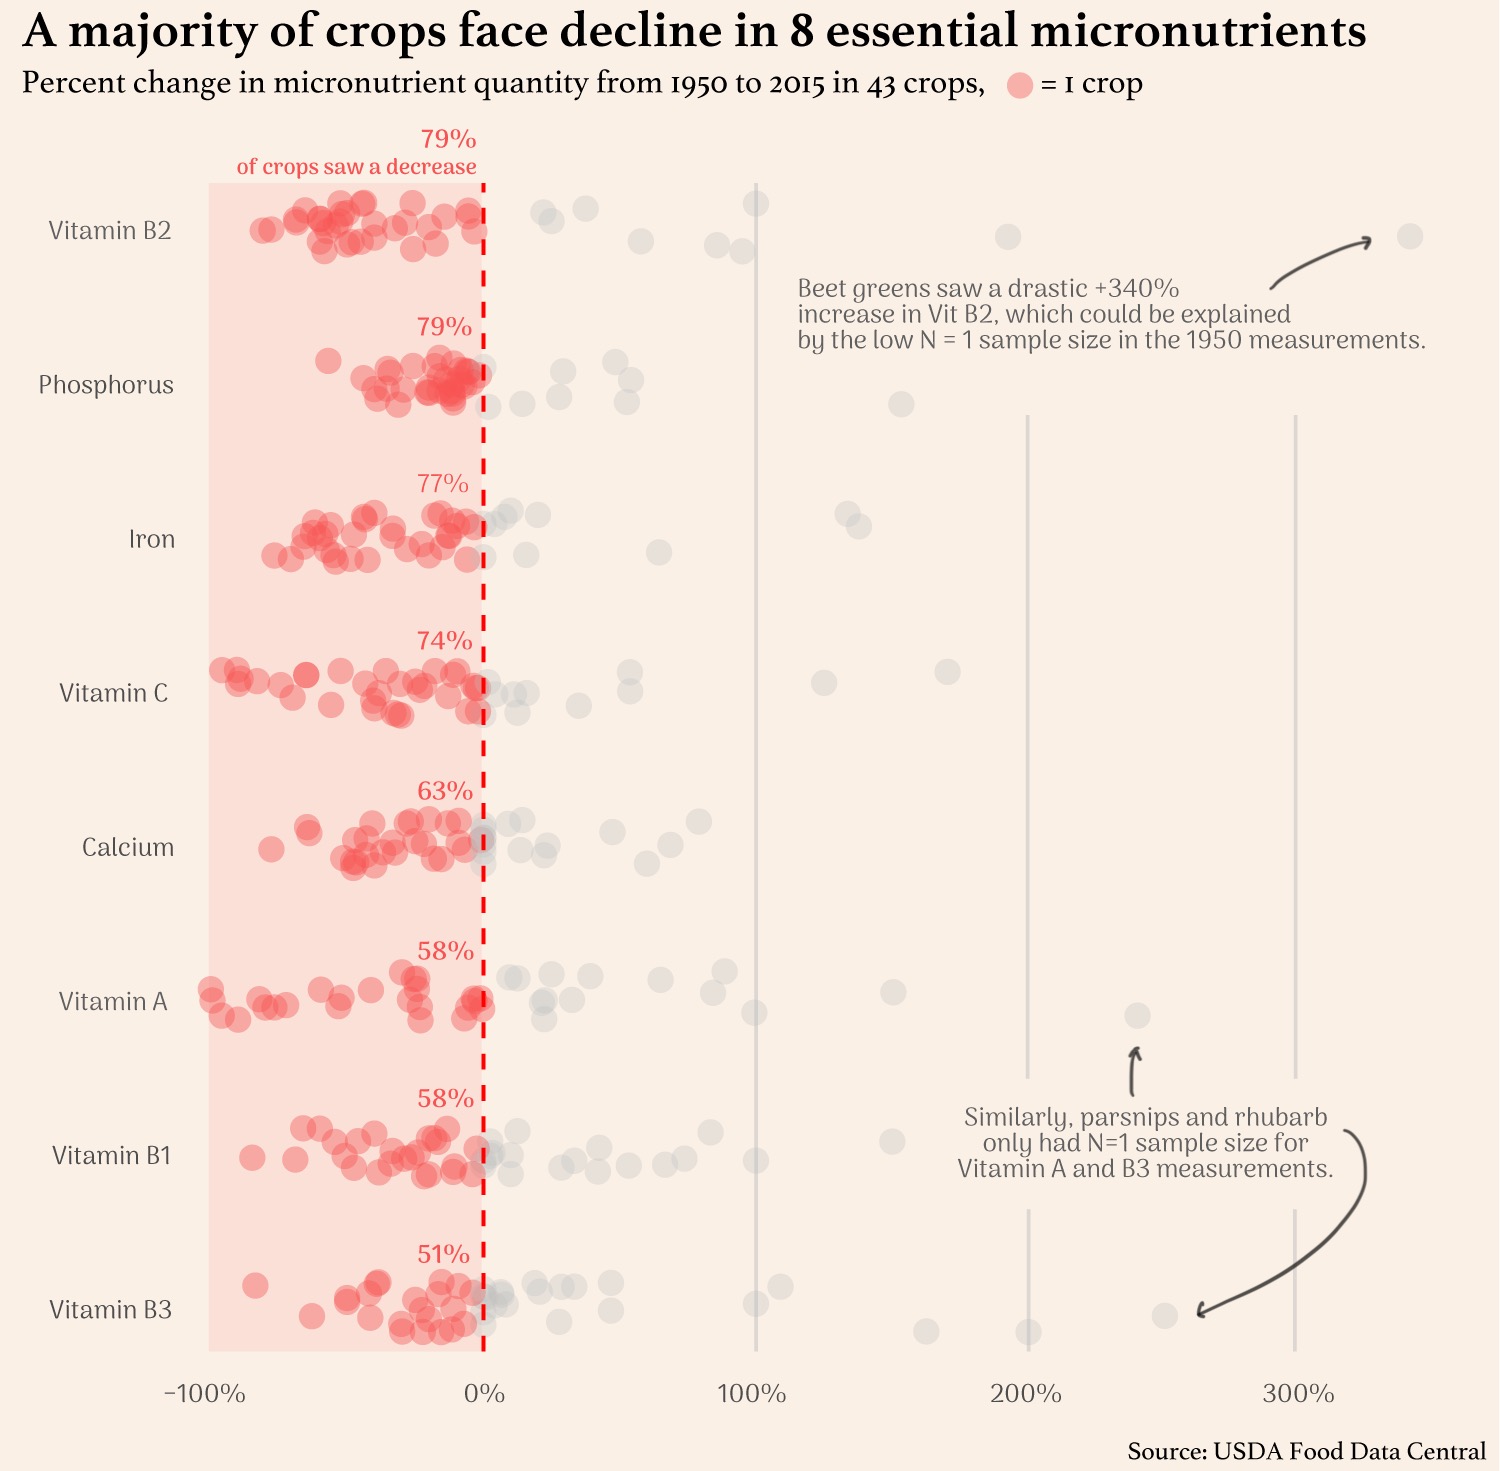 A majority of crops face decline in 8 essential micronutrients
Percent change in micronutrient quantity from 1950 to 2015 in 43 crops, = 1 crop
79%
of crops saw a decrease
Vitamin B2
Beet greens saw a drastic +340%
increase in Vit B2, which could be explained
by the low N = 1 sample size in the 1950 measurements.
79%
Phosphorus
77%
Iron
74%
Vitamin C
63%
Calcium
58%
Vitamin A
58%
Vitamin B1
Similarly, parsnips and rhubarb
only had N=1 sample size for
Vitamin A and B3 measurements.
51%
Vitamin B3
-100% 0% 100% 200% 300%
Source: USDA Food Data Central